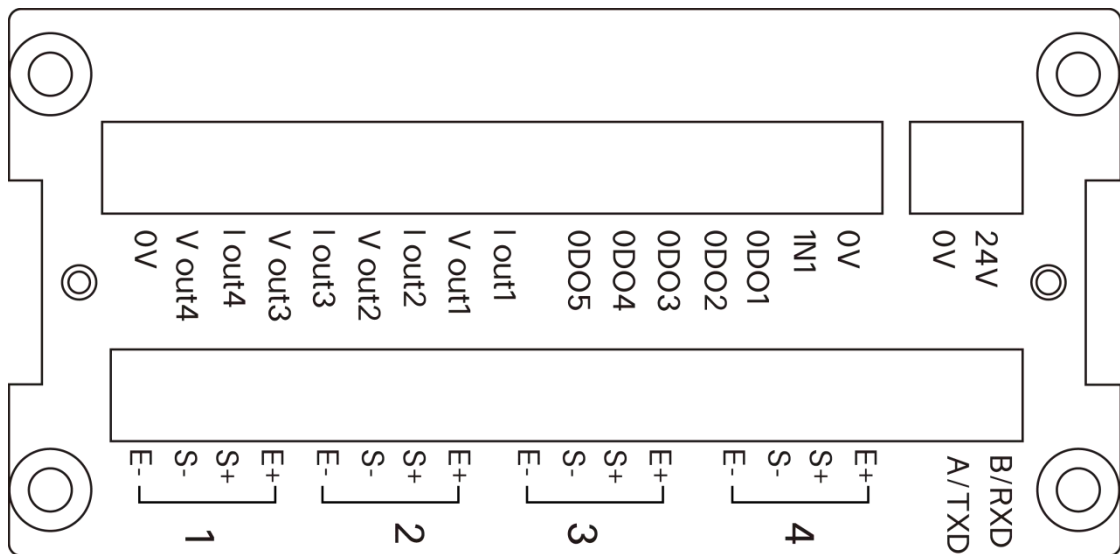 0V
V out4
I out4
V out3
I out3
V out2
I out2
V out1
I out1
0DO5
0DO4
0DO3
0DO2
0DO1
1N1
0V
0V
24V
E-
S-
S+
E+
E-
S-
S+
E+
E-
S-
S+
E+
E-
S-
S+
E+
A/TXD
B/RXD
1
2
3
4